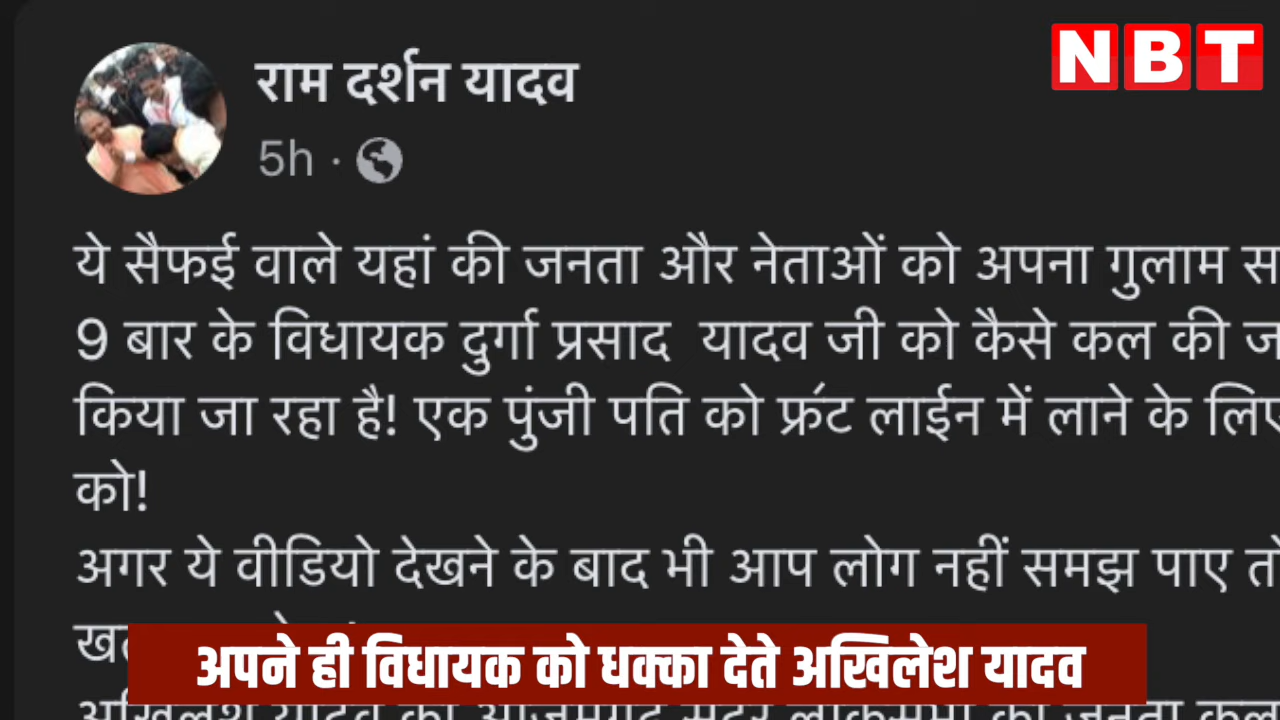 NBT
राम दर्शन यादव
5h ·
ये सैफई वाले यहां की जनता और नेताओं को अपना गुलाम
9 बार के विधायक दुर्गा प्रसाद यादव जी को कैसे कल की
किया जा रहा है! एक पुंजी पति को फ्रंट लाईन में लाने के लिए
को!
अगर ये वीडियो देखने के बाद भी आप लोग नहीं समझ पाए
अपने ही विधायक को धक्का देते अखिलेश यादव